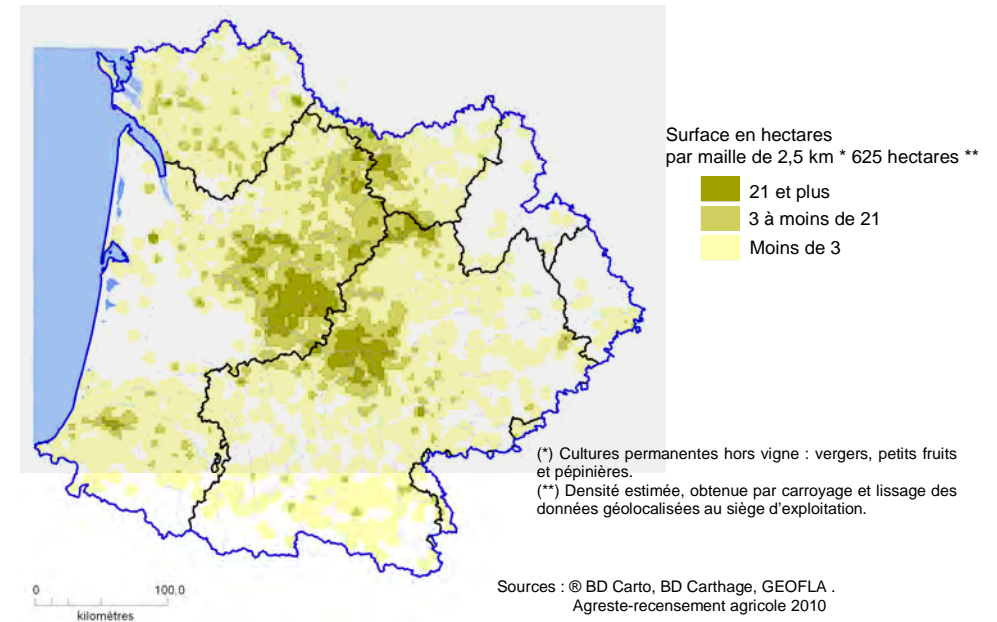 Surface en hectares
par maille de 2,5 km * 625 hectares **
21 et plus
3 à moins de 21
Moins de 3
(*) Cultures permanentes hors vigne : vergers, petits fruits
et pépinières.
(**) Densité estimée, obtenue par carroyage et lissage des
données géolocalisées au siège d'exploitation.
Sources : ® BD Carto, BD Carthage, GEOFLA .
Agreste-recensement agricole 2010
0 100,0
kilomètres